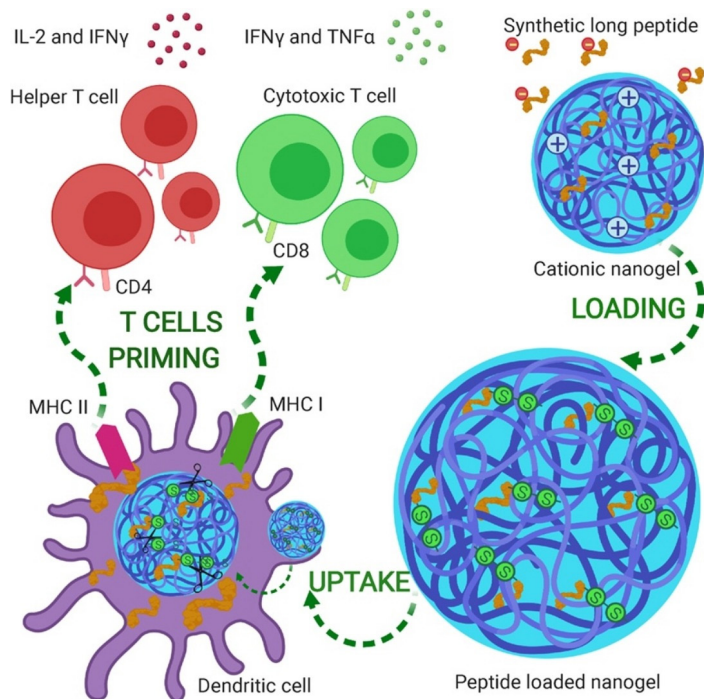 IL-2 and IFNγ
IFNγ and TNFα
Synthetic long peptide
Helper T cell
Cytotoxic T cell
CD4
CD8
Cationic nanogel
LOADING
T CELLS
PRIMING
MHC II
MHC I
UPTAKE
Dendritic cell
Peptide loaded nanogel
− − − −
+ + + +
S S S S S S
S S S S S S S S S S S S S S